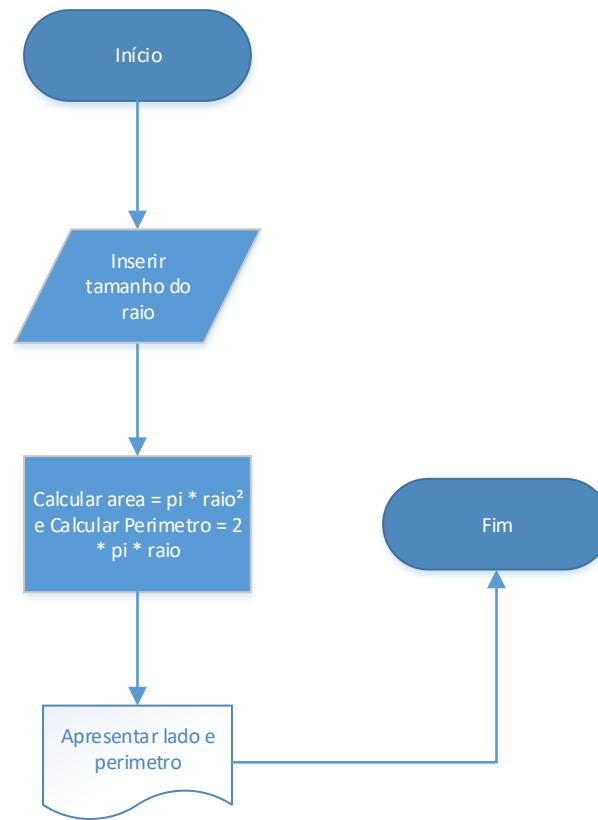 Início
Inserir
tamanho do
raio
Calcular area = pi * raio²
e Calcular Perimetro = 2
* pi * raio
Fim
Apresentar lado e
perimetro